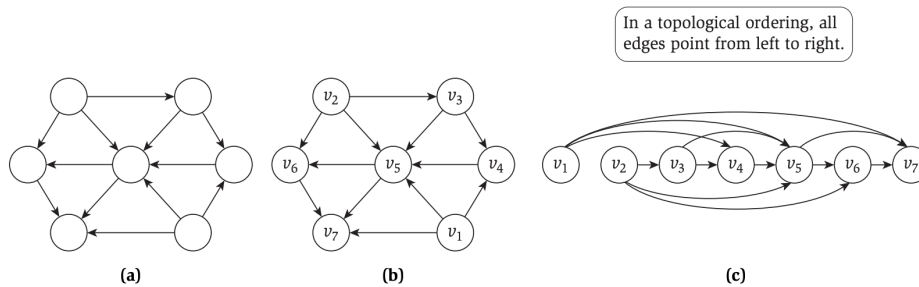 In a topological ordering, all
edges point from left to right.
v₂ v₃
v₆ v₅ v₄
v₇ v₁
v₁ v₂ v₃ v₄ v₅ v₆ v₇
(a) (b) (c)